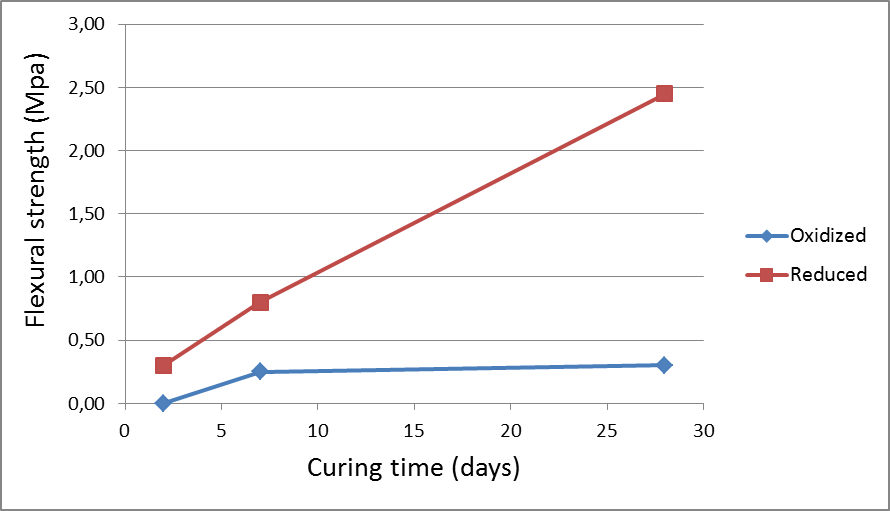 3,00
2,50
2,00
1,50
1,00
0,50
0,00
Flexural strength (Mpa)
0 5 10 15 20 25 30
Curing time (days)
Oxidized
Reduced